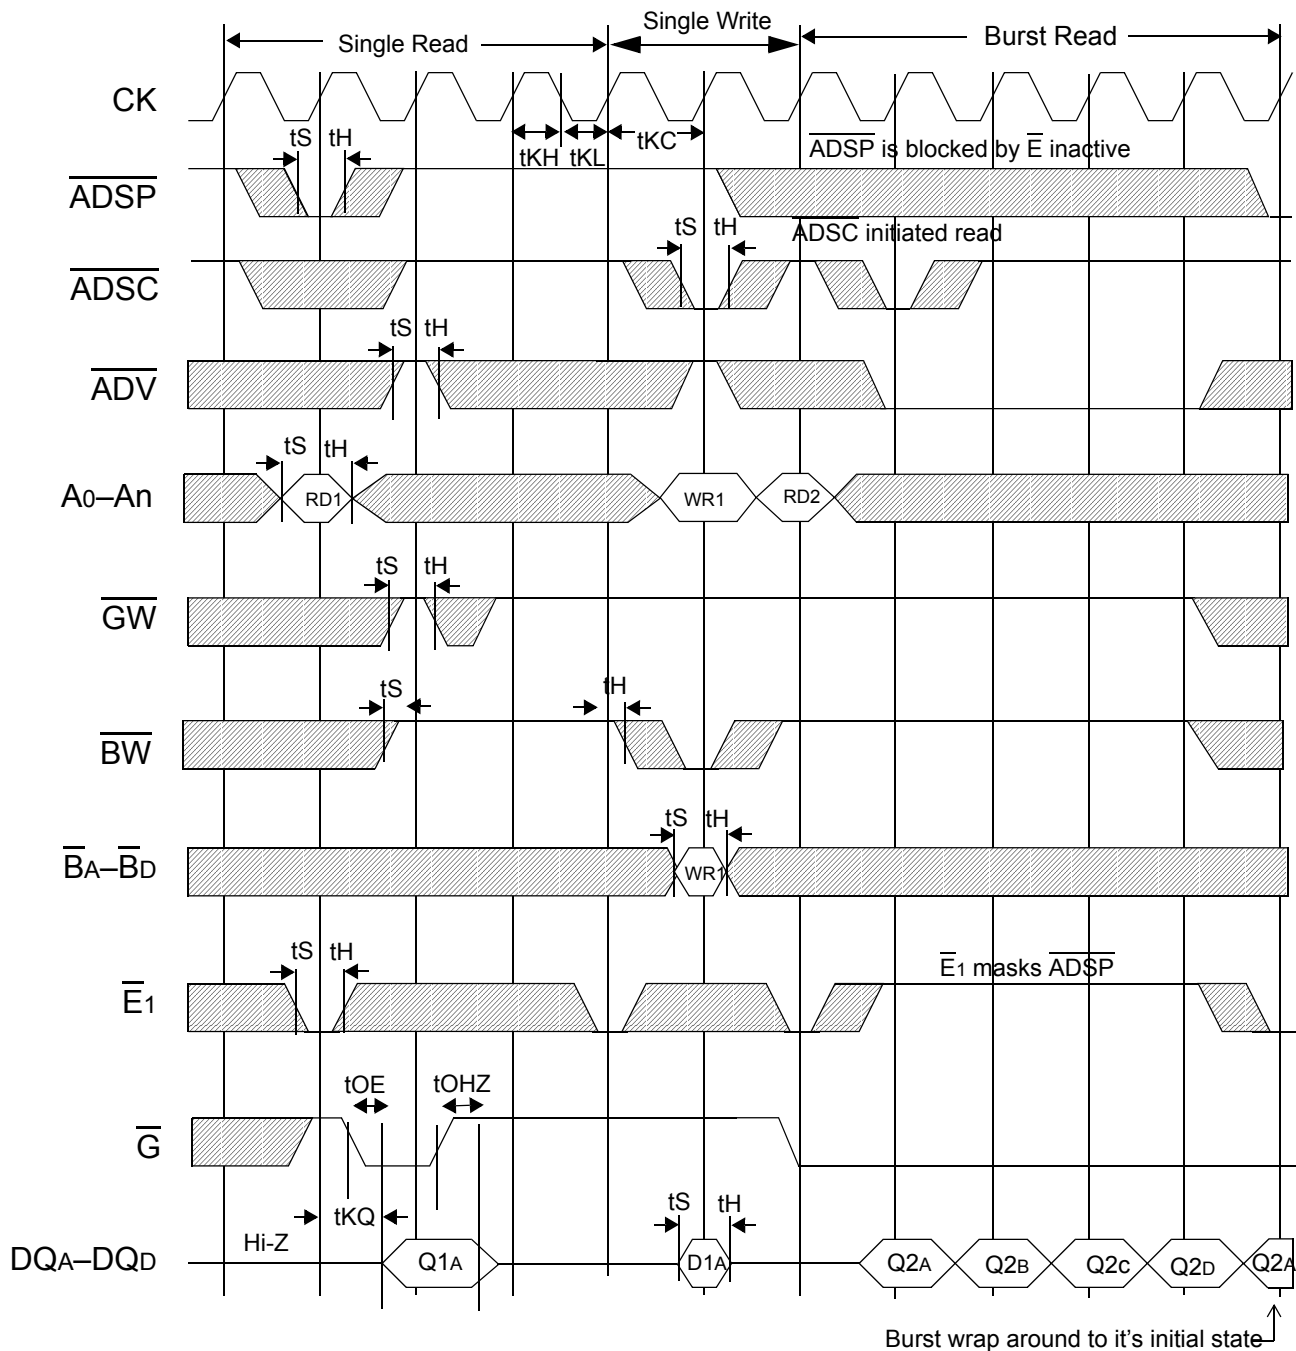 Single Read
Single Write
Burst Read
CK
tS tH
tKH tKL tKC
ADSP is blocked by E inactive
ADSP
tS tH
ADSC initiated read
ADSC
tS tH
ADV
tS tH
A0–An
RD1 WR1 RD2
tS tH
GW
tS tH
BW
tS tH
BA–BD
WR1
tS tH
E1 masks ADSP
E1
tOE tOHZ
G
tKQ
tS tH
Hi-Z
DQA–DQD
Q1A D1A Q2A Q2B Q2c Q2D Q2A
Burst wrap around to it's initial state